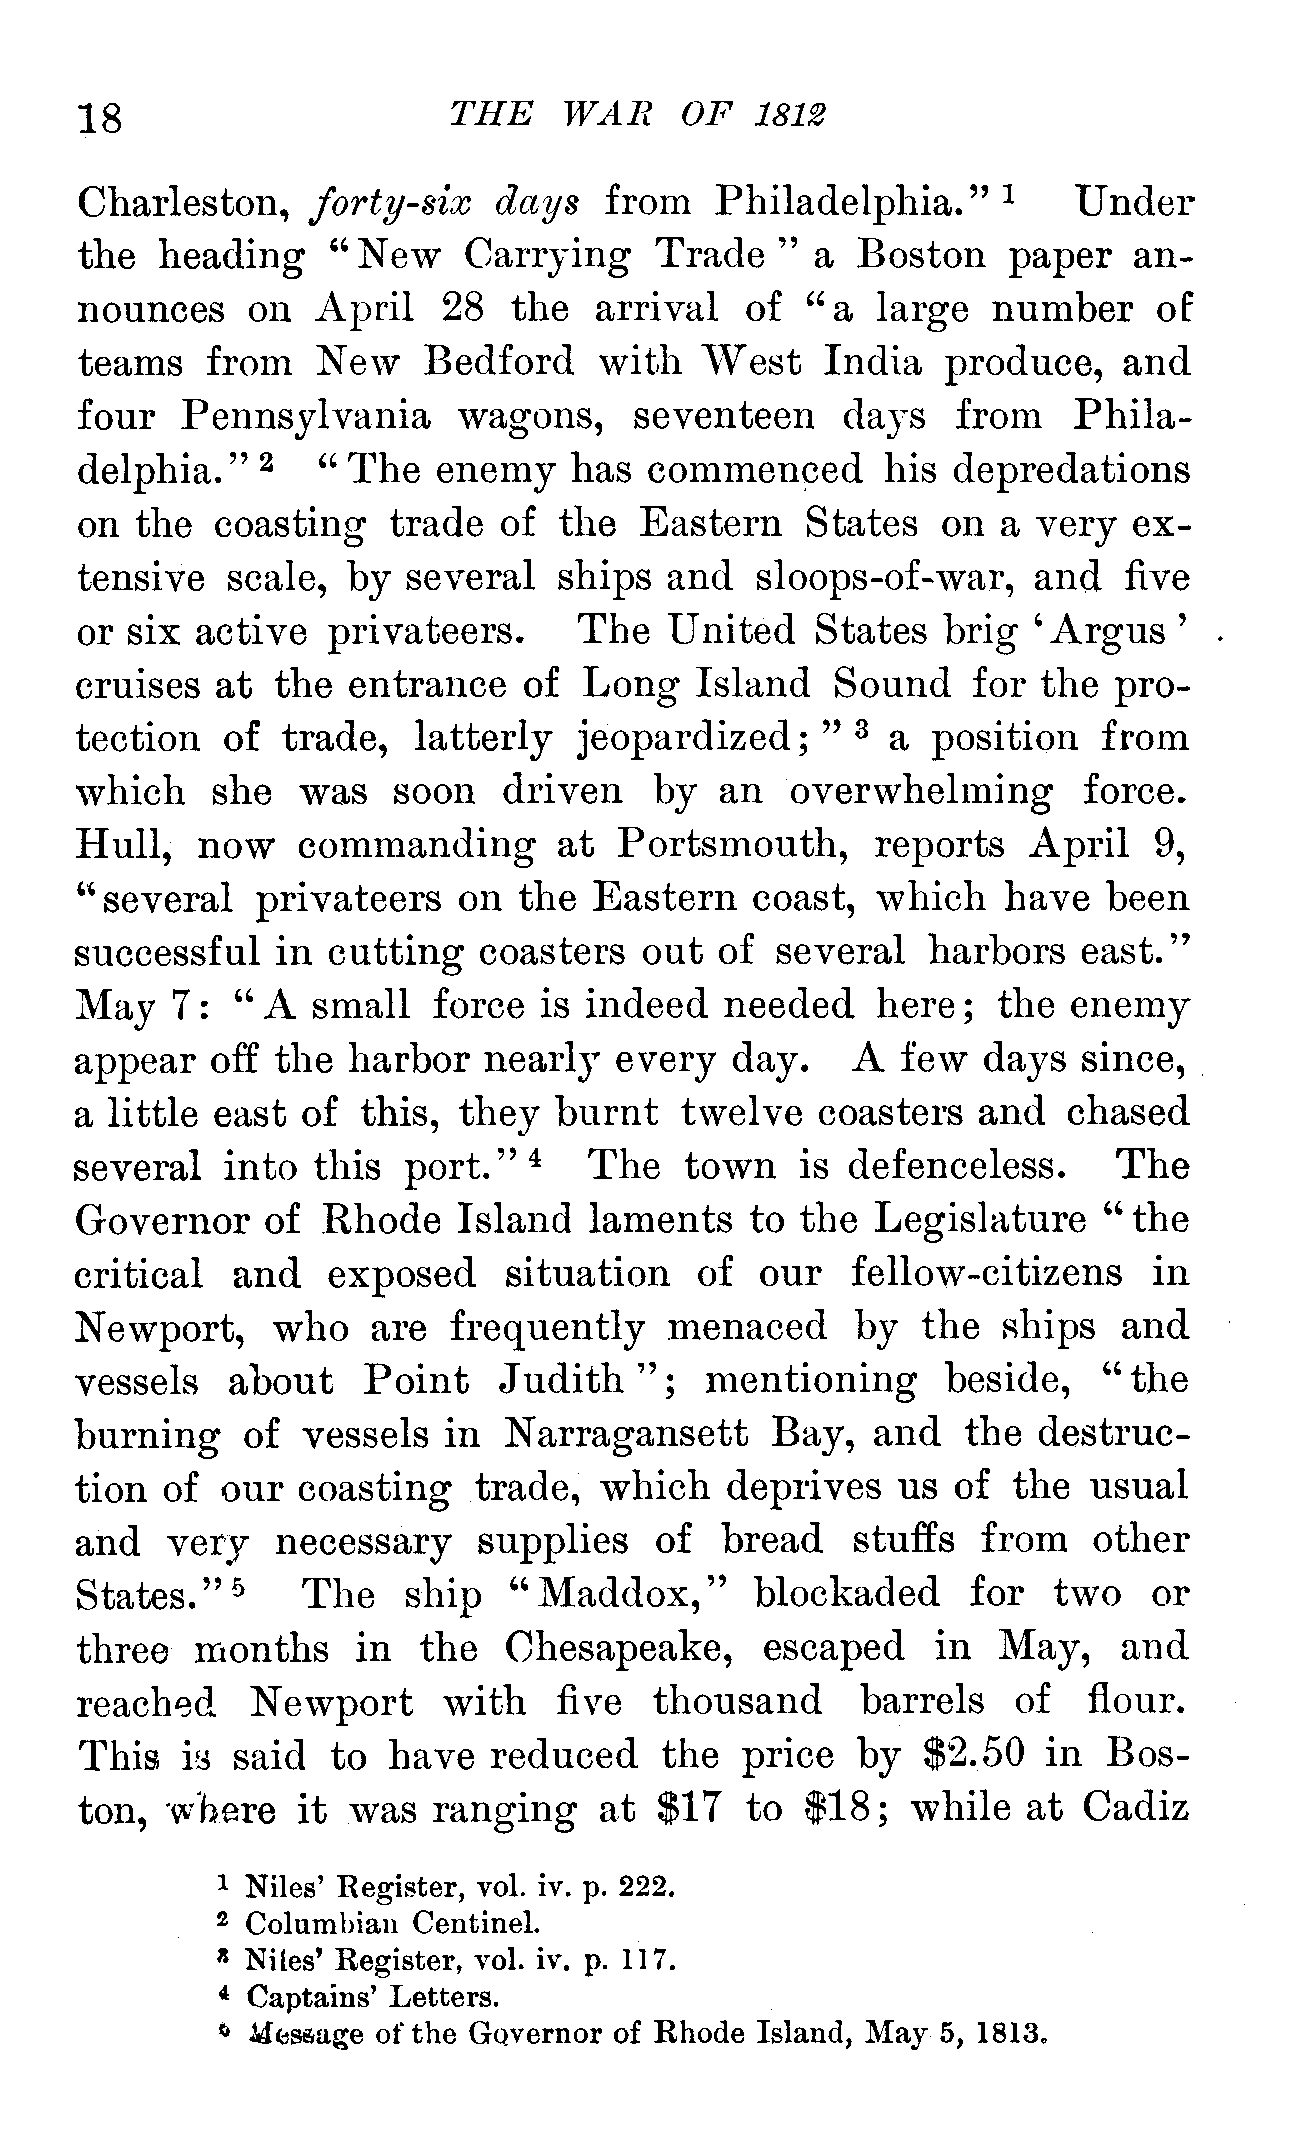 18 THE WAR OF 1812
Charleston, forty-six days from Philadelphia." 1 Under
the heading "New Carrying Trade" a Boston paper an-
nounces on April 28 the arrival of "a large number of
teams from New Bedford with West India produce, and
four Pennsylvania wagons, seventeen days from Phila-
delphia." 2 "The enemy has commenced his depredations
on the coasting trade of the Eastern States on a very ex-
tensive scale, by several ships and sloops-of-war, and five
or six active privateers. The United States brig 'Argus'
cruises at the entrance of Long Island Sound for the pro-
tection of trade, latterly jeopardized;" 3 a position from
which she was soon driven by an overwhelming force.
Hull, now commanding at Portsmouth, reports April 9,
"several privateers on the Eastern coast, which have been
successful in cutting coasters out of several harbors east."
May 7: "A small force is indeed needed here; the enemy
appear off the harbor nearly every day. A few days since,
a little east of this, they burnt twelve coasters and chased
several into this port." 4 The town is defenceless. The
Governor of Rhode Island laments to the Legislature "the
critical and exposed situation of our fellow-citizens in
Newport, who are frequently menaced by the ships and
vessels about Point Judith"; mentioning beside, "the
burning of vessels in Narragansett Bay, and the destruc-
tion of our coasting trade, which deprives us of the usual
and very necessary supplies of bread stuffs from other
States." 5 The ship "Maddox," blockaded for two or
three months in the Chesapeake, escaped in May, and
reached Newport with five thousand barrels of flour.
This is said to have reduced the price by $2.50 in Bos-
ton, where it was ranging at $17 to $18; while at Cadiz
1 Niles' Register, vol. iv. p. 222.
2 Columbian Centinel.
3 Niles' Register, vol. iv. p. 117.
4 Captains' Letters.
5 Message of the Governor of Rhode Island, May 5, 1813.